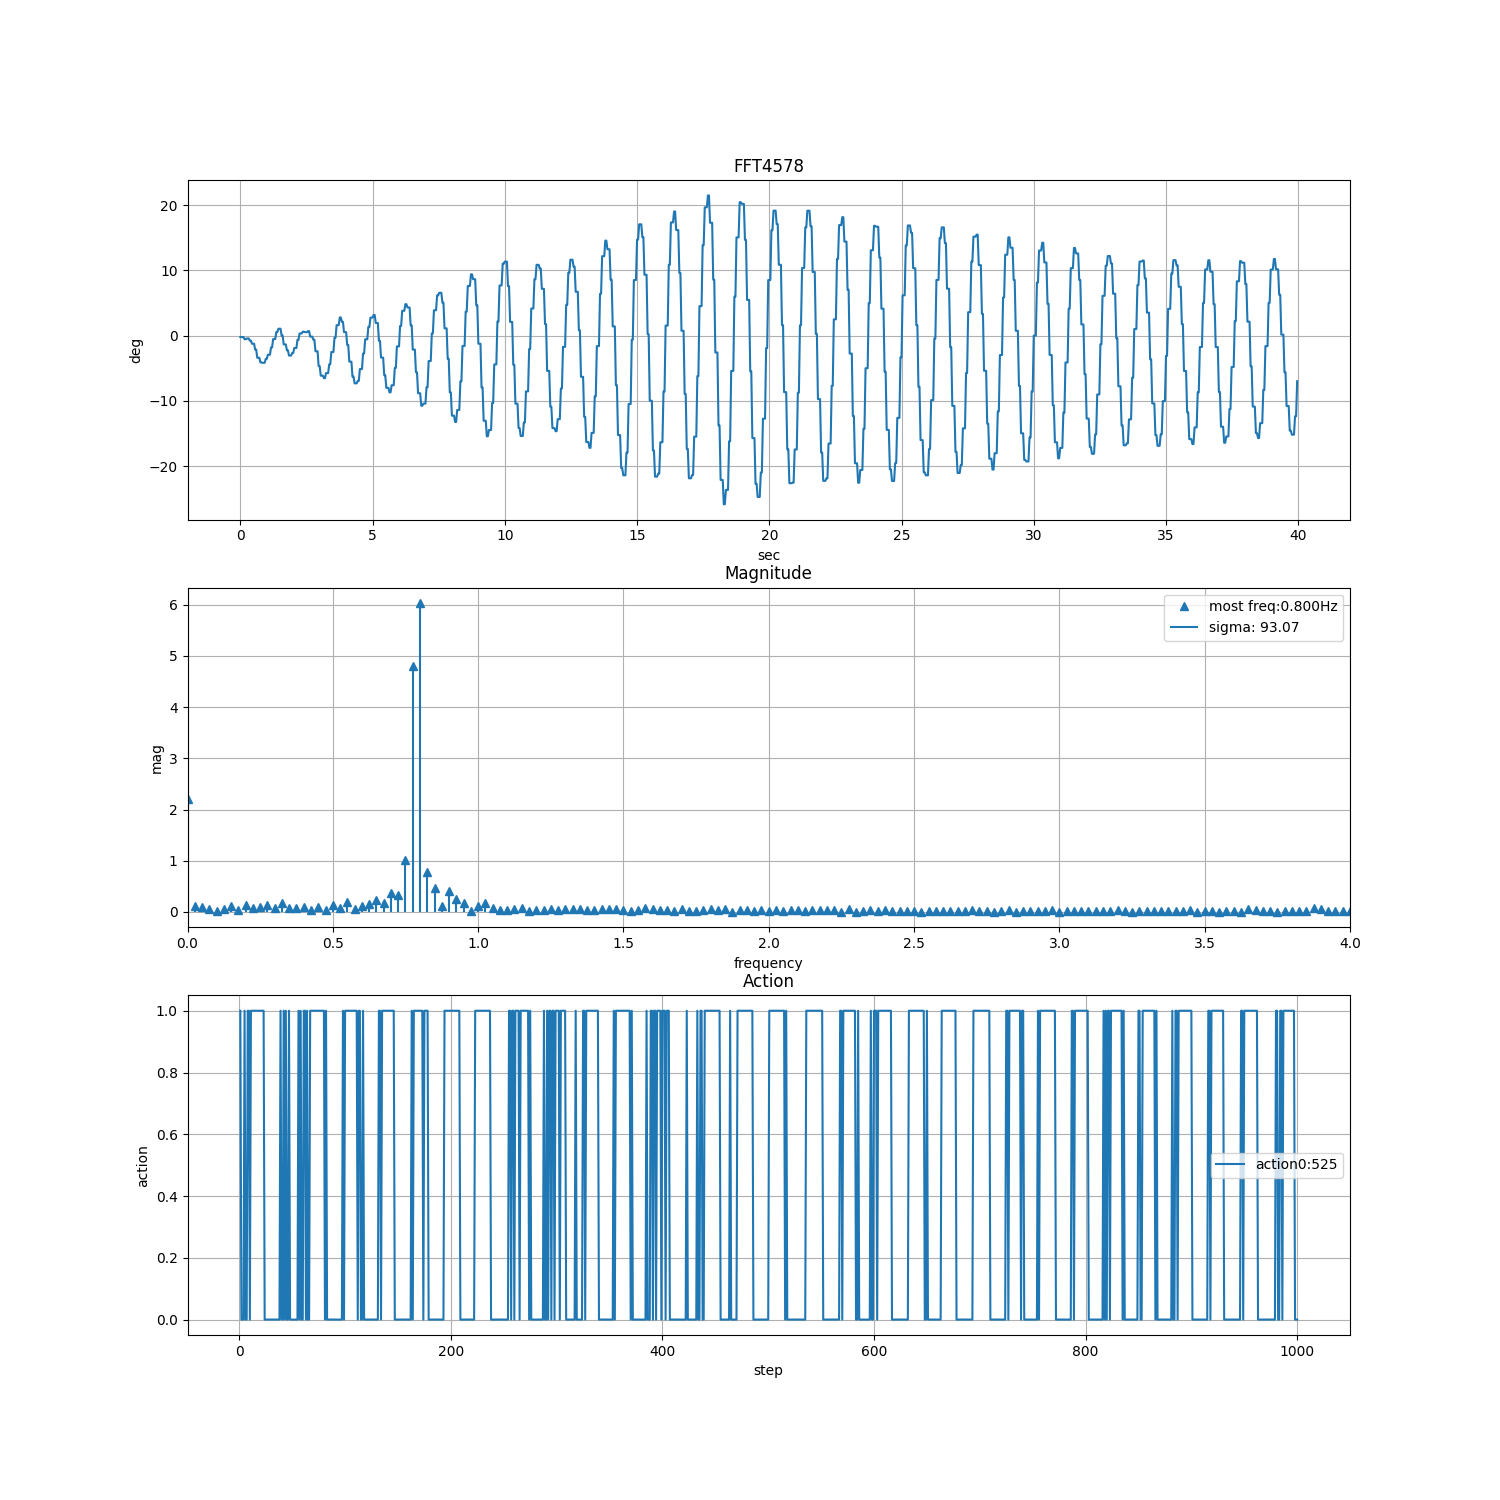 FFT4578
20
10
0
−10
−20
deg
0 5 10 15 20 25 30 35 40
sec
Magnitude
6
5
4
3
2
1
0
mag
most freq:0.800Hz
sigma: 93.07
0.0 0.5 1.0 1.5 2.0 2.5 3.0 3.5 4.0
frequency
Action
1.0
0.8
0.6
0.4
0.2
0.0
action
action0:525
0 200 400 600 800 1000
step